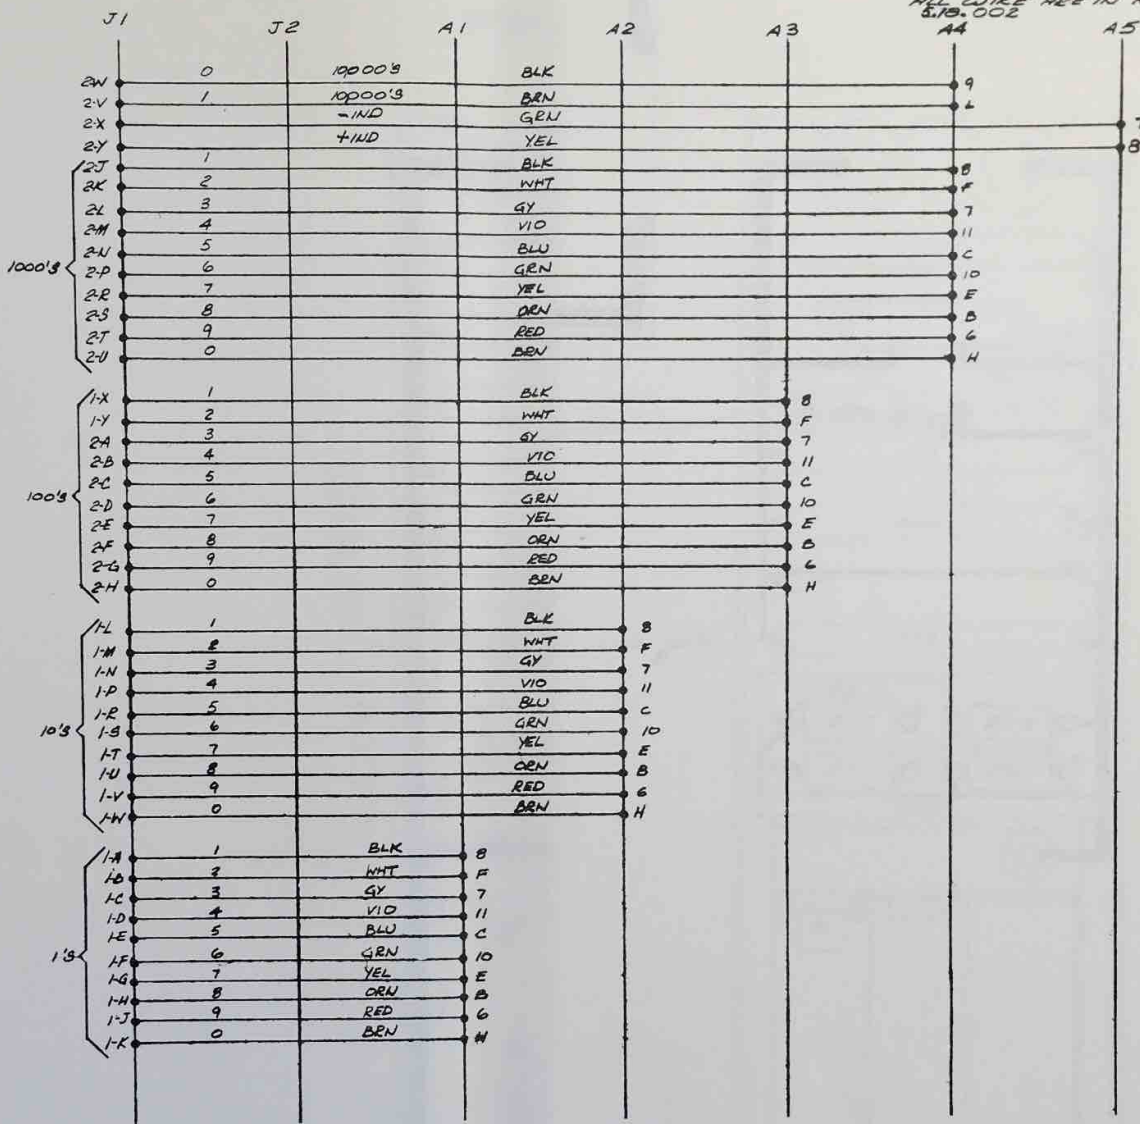 ALL WIRE
5.18.002
J1 J2 A1 A2 A3 A4 A5
2-W 0 10,000'S BLK 9
2-V 1 10,000'S BRN L
2-X -IND GRN 7
2-Y +IND YEL 8
1000'S
2-J 1 BLK 8
2-K 2 WHT F
2-L 3 GY 7
2-M 4 VIO 11
2-N 5 BLU C
2-P 6 GRN 10
2-R 7 YEL E
2-S 8 ORN B
2-T 9 RED 6
2-U 0 BRN H
100'S
1-X 1 BLK 8
1-Y 2 WHT F
2-A 3 GY 7
2-B 4 VIO 11
2-C 5 BLU C
2-D 6 GRN 10
2-E 7 YEL E
2-F 8 ORN B
2-G 9 RED 6
2-H 0 BRN H
10'S
1-L 1 BLK 8
1-M 2 WHT F
1-N 3 GY 7
1-P 4 VIO 11
1-R 5 BLU C
1-S 6 GRN 10
1-T 7 YEL E
1-U 8 ORN B
1-V 9 RED 6
1-W 0 BRN H
1'S
1-A 1 BLK 8
1-B 2 WHT F
1-C 3 GY 7
1-D 4 VIO 11
1-E 5 BLU C
1-F 6 GRN 10
1-G 7 YEL E
1-H 8 ORN B
1-J 9 RED 6
1-K 0 BRN H